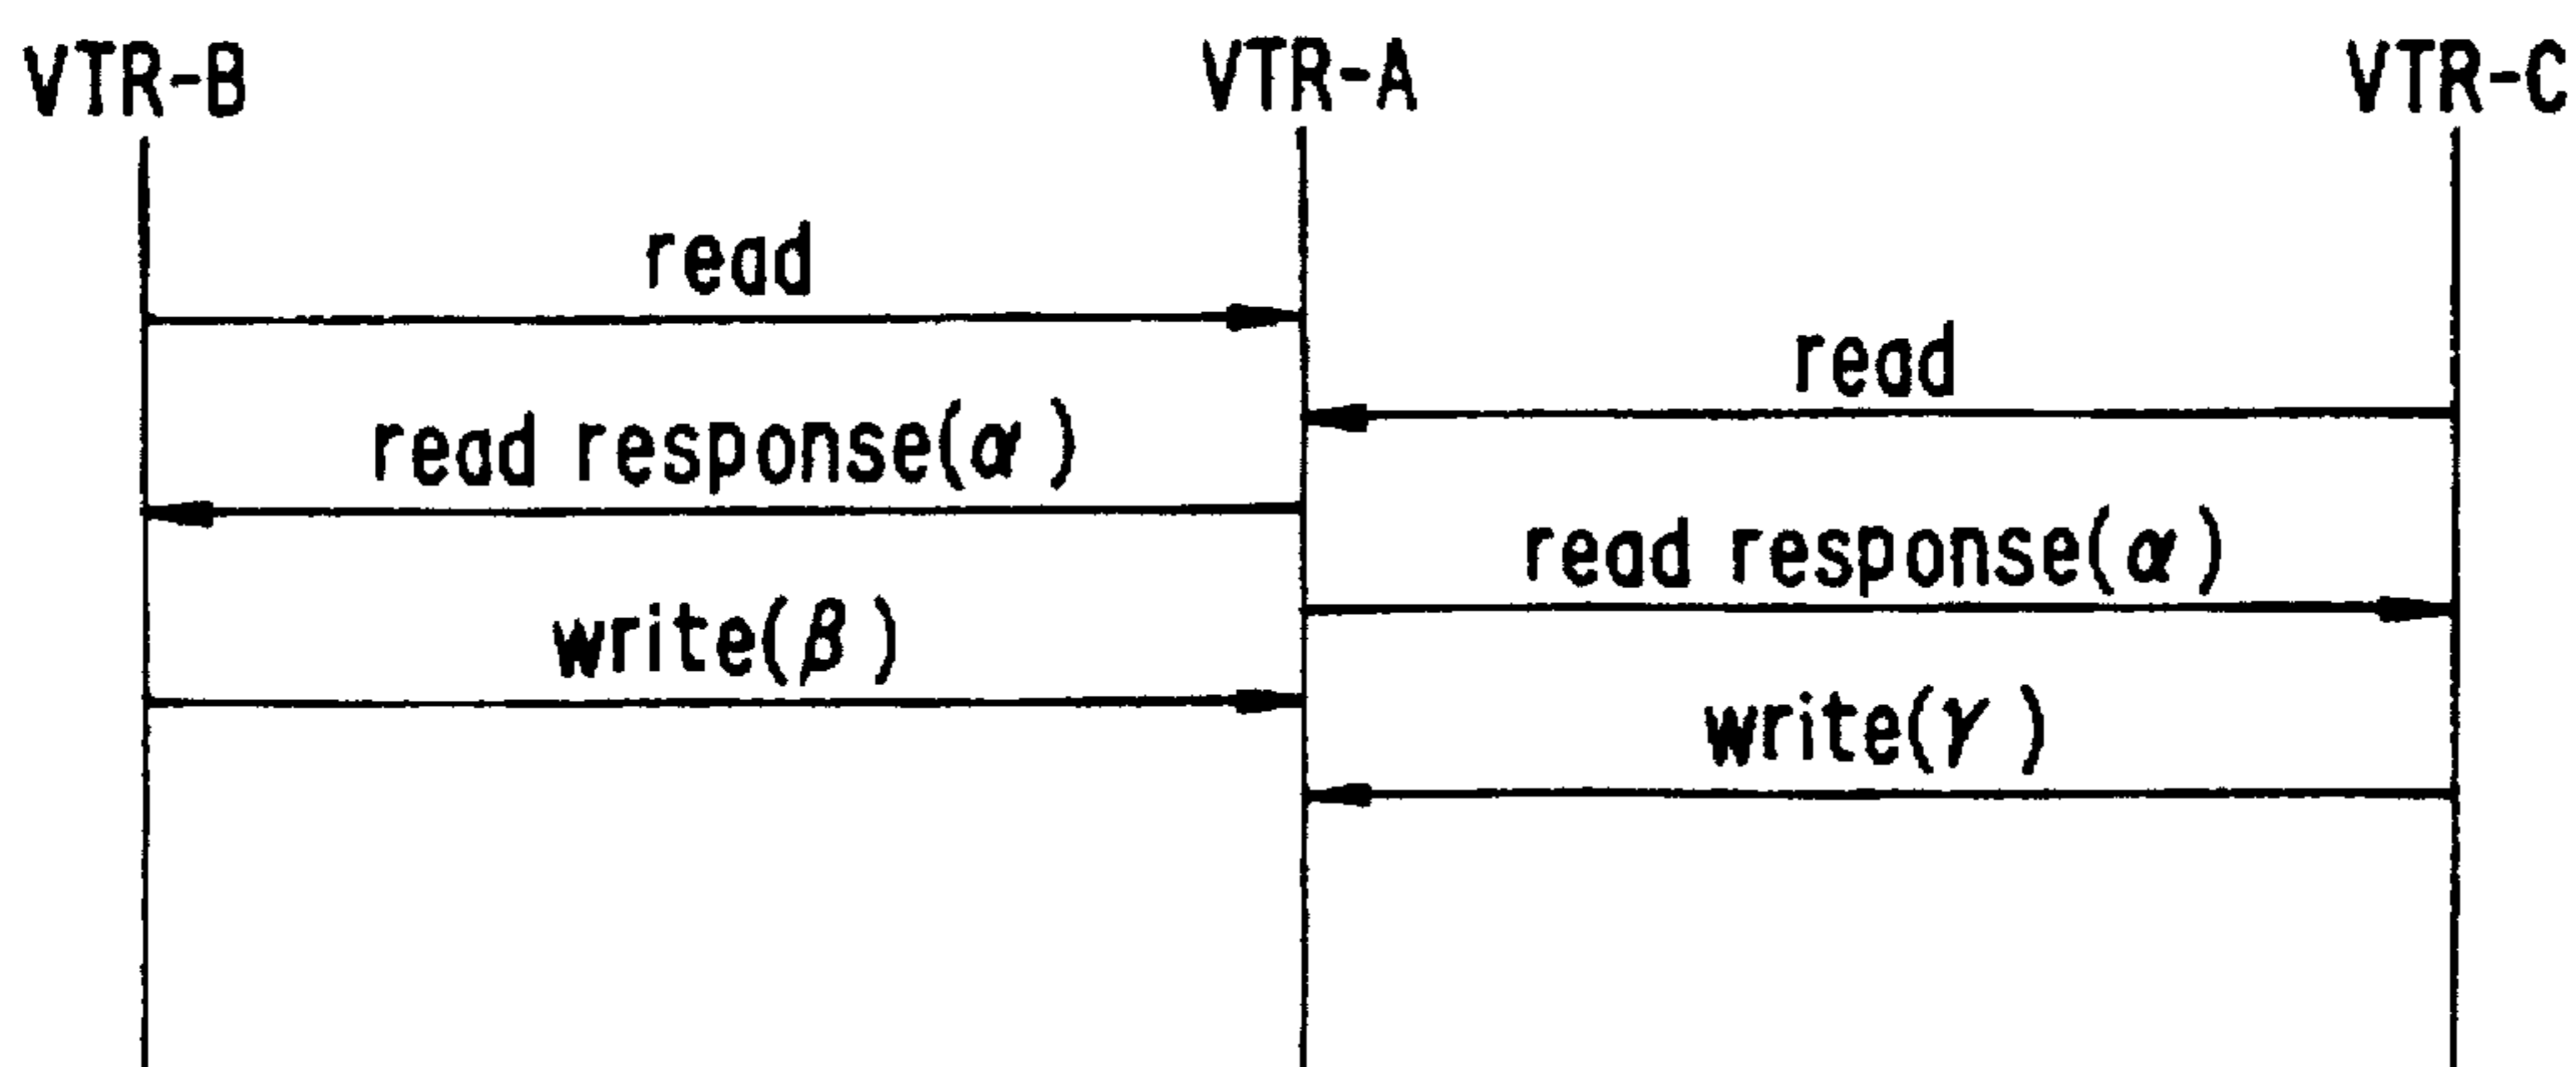 VTR-B VTR-A VTR-C
read
read
read response(α)
read response(α)
write(β)
write(γ)